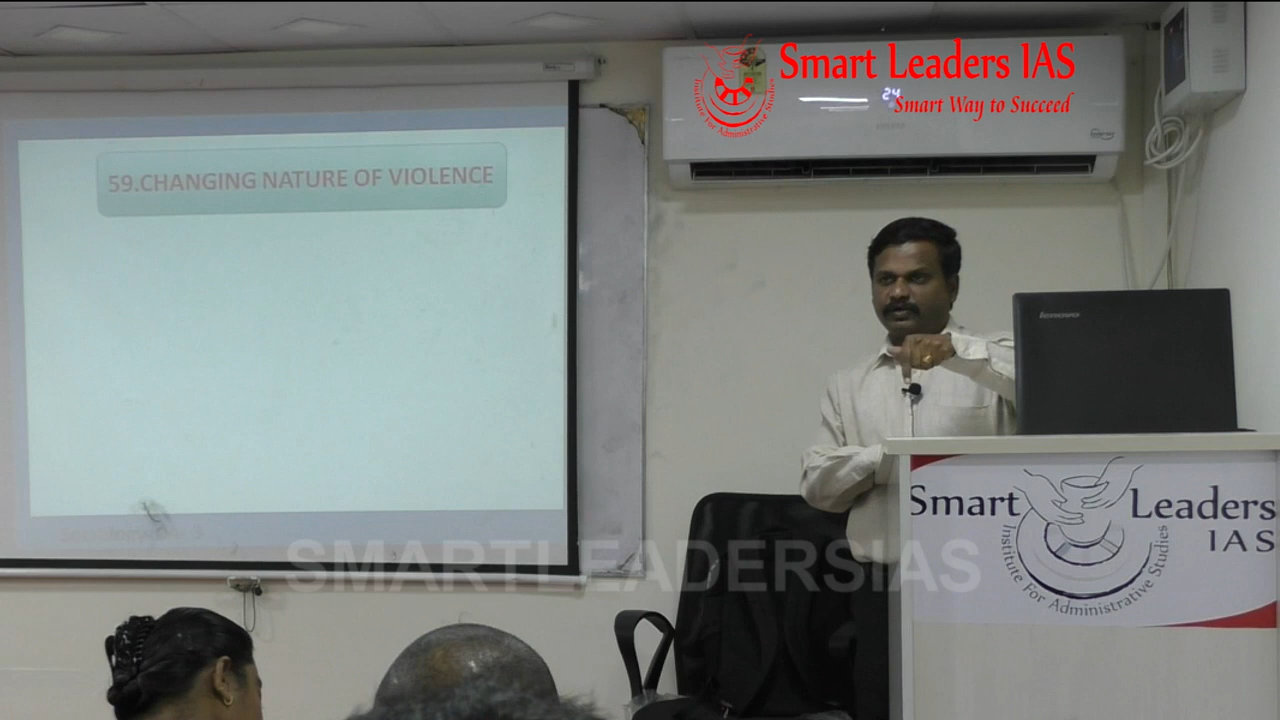 Smart Leaders IAS
Smart Way to Succeed
Institute For Administrative Studies
24
59.CHANGING NATURE OF VIOLENCE
lenovo
Smart Leaders
IAS
Institute For Administrative Studies
SMARTLEADERSIAS